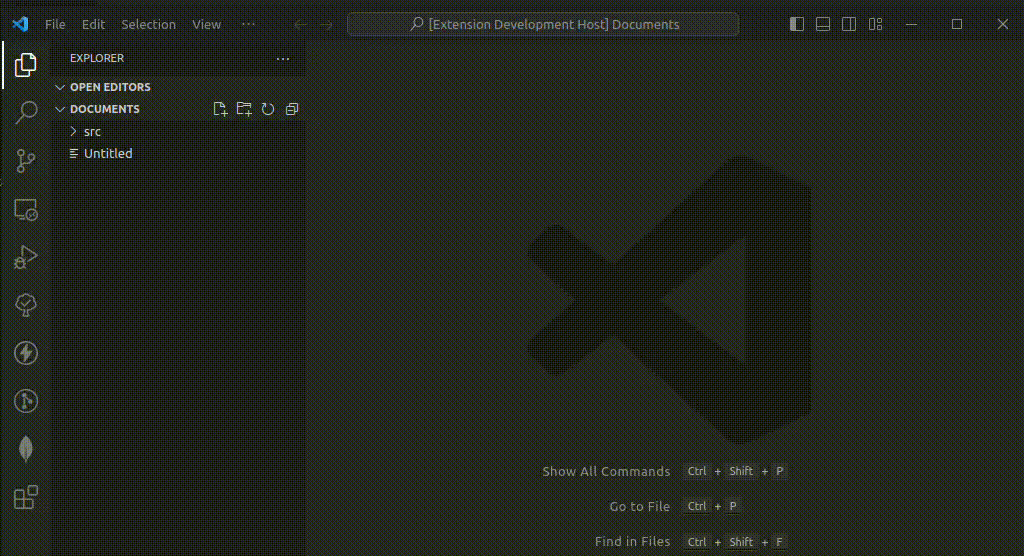 File Edit Selection View ··· [Extension Development Host] Documents
EXPLORER ···
OPEN EDITORS
DOCUMENTS
src
Untitled
Show All Commands Ctrl + Shift + P
Go to File Ctrl + P
Find in Files Ctrl + Shift + F